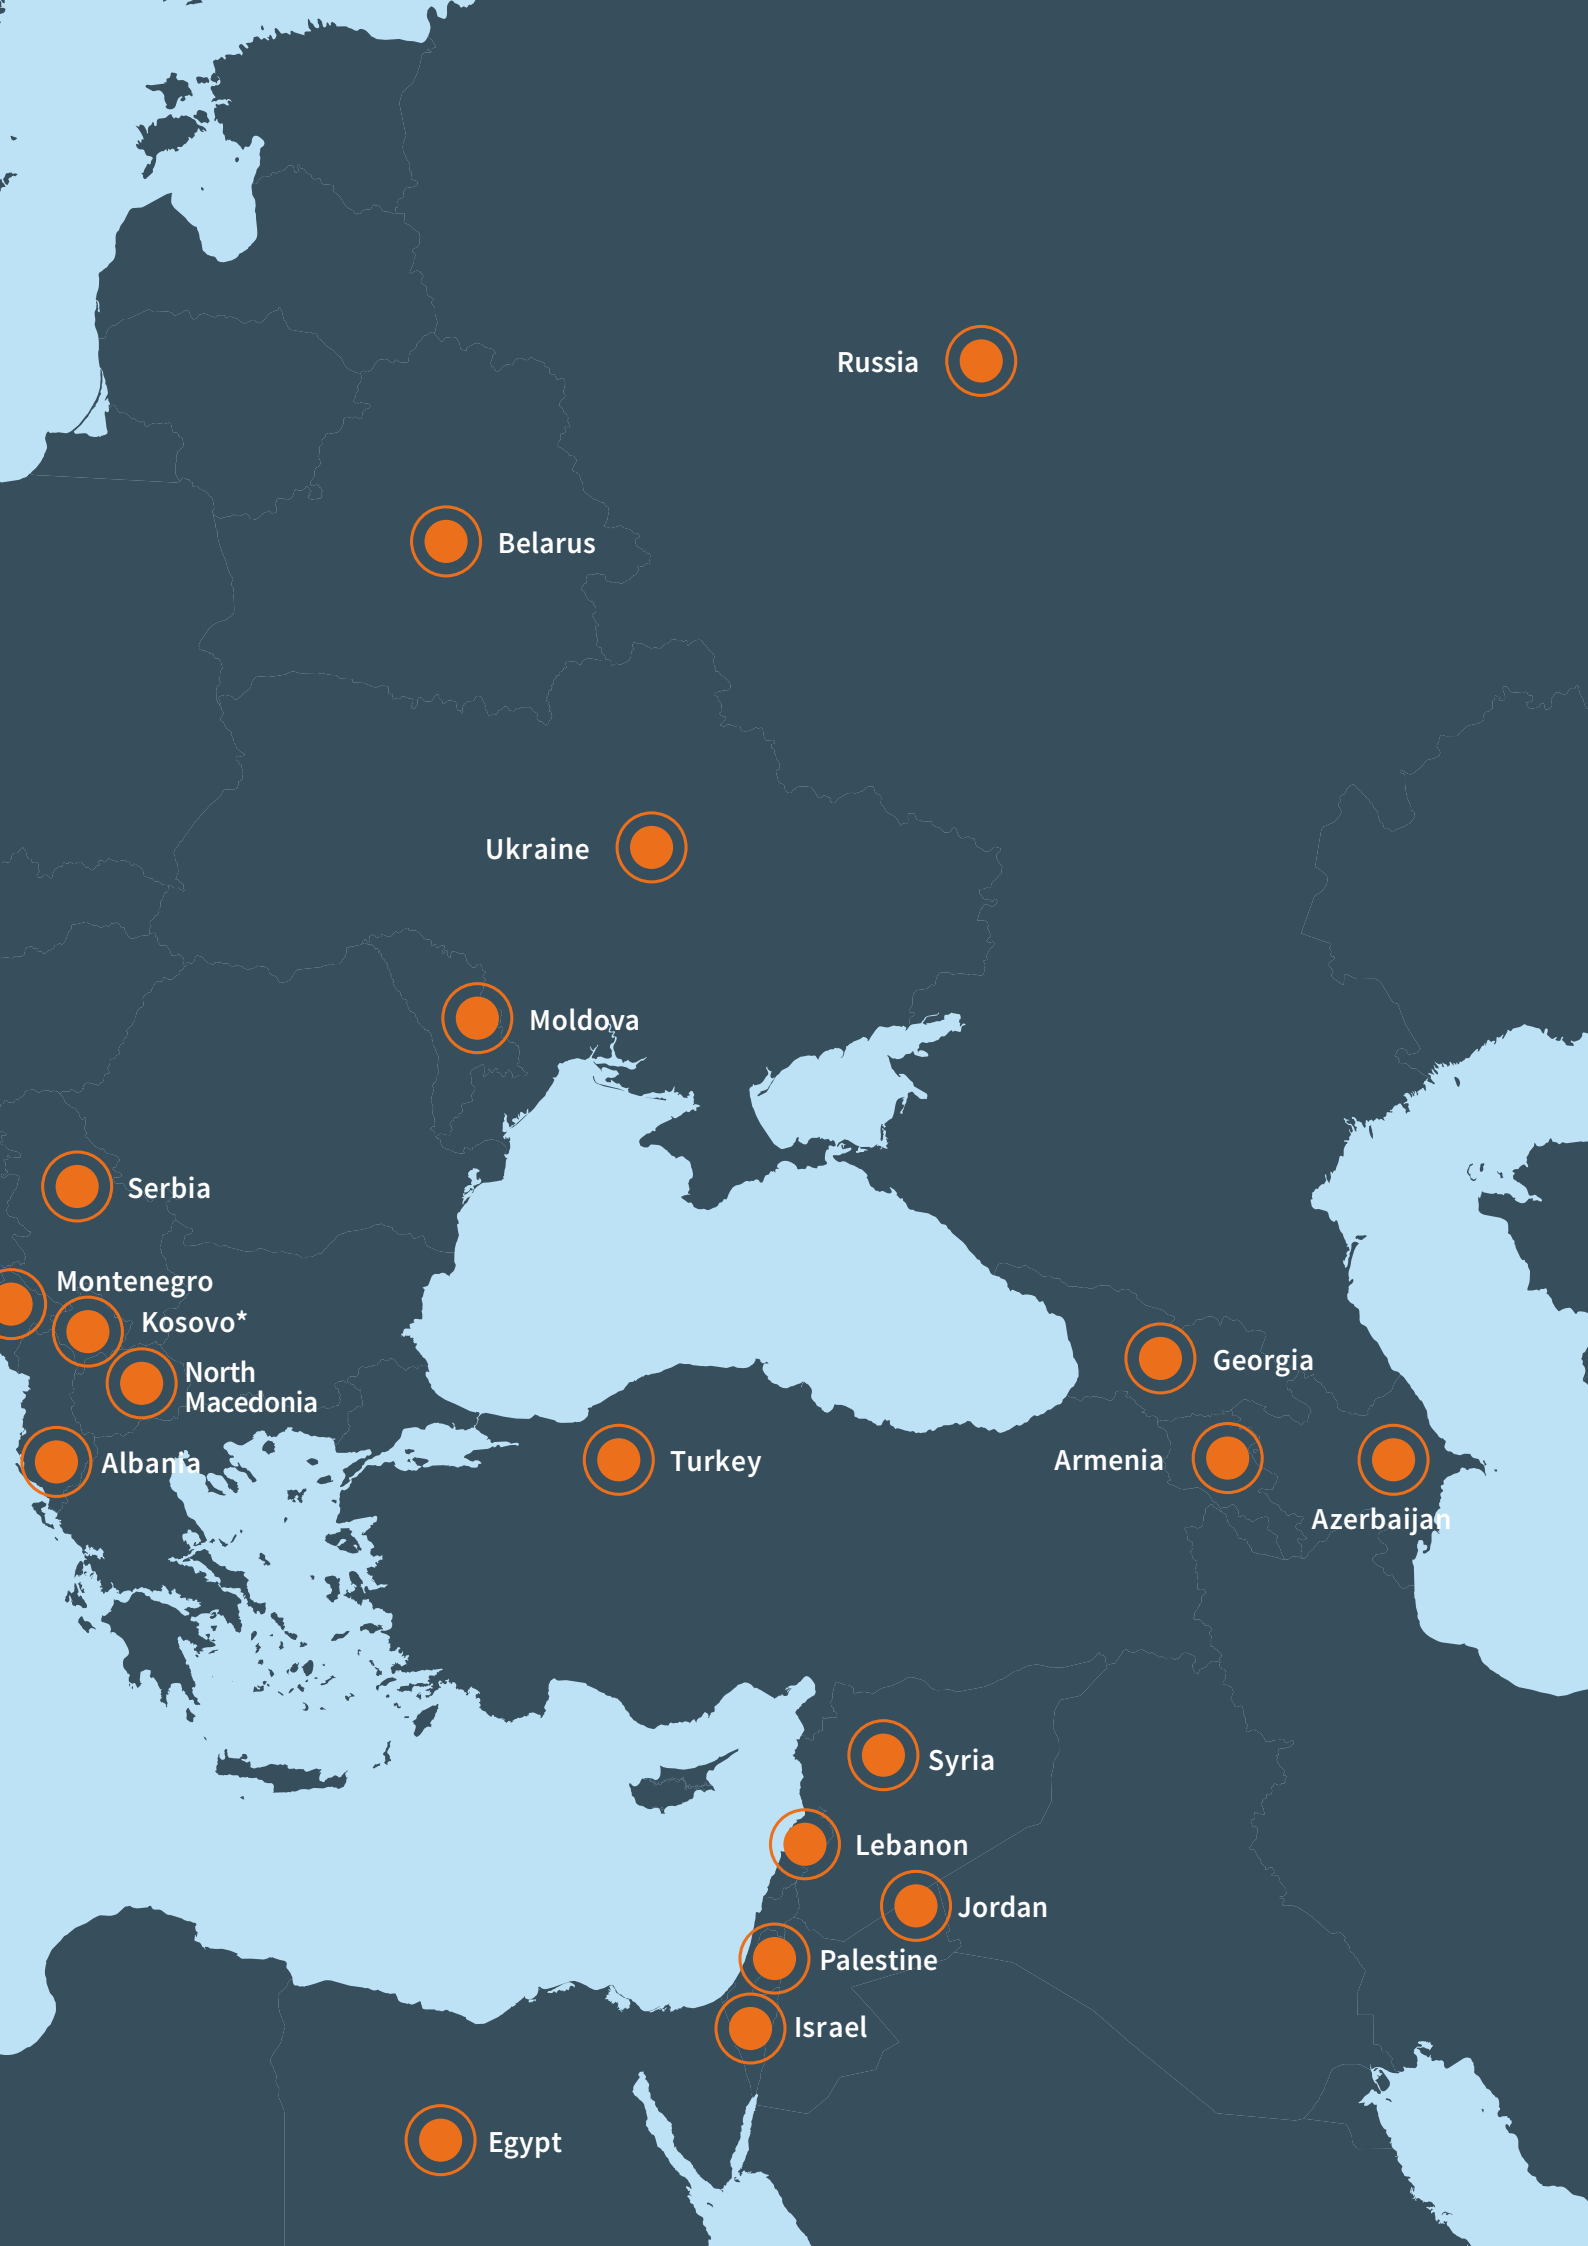 Russia
Belarus
Ukraine
Moldova
Serbia
Montenegro
Kosovo*
North
Macedonia
Georgia
Albania
Turkey
Armenia
Azerbaijan
Syria
Lebanon
Jordan
Palestine
Israel
Egypt